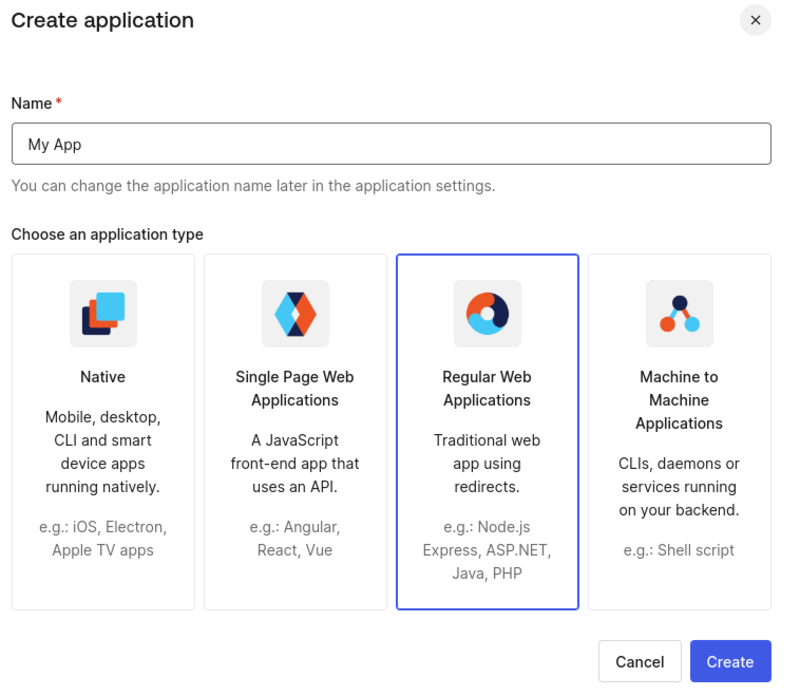 Create application
Name *
My App
You can change the application name later in the application settings.
Choose an application type
Native
Mobile, desktop,
CLI and smart
device apps
running natively.
e.g.: iOS, Electron,
Apple TV apps
Single Page Web
Applications
A JavaScript
front-end app that
uses an API.
e.g.: Angular,
React, Vue
Regular Web
Applications
Traditional web
app using
redirects.
e.g.: Node.js
Express, ASP.NET,
Java, PHP
Machine to
Machine
Applications
CLIs, daemons or
services running
on your backend.
e.g.: Shell script
Cancel
Create